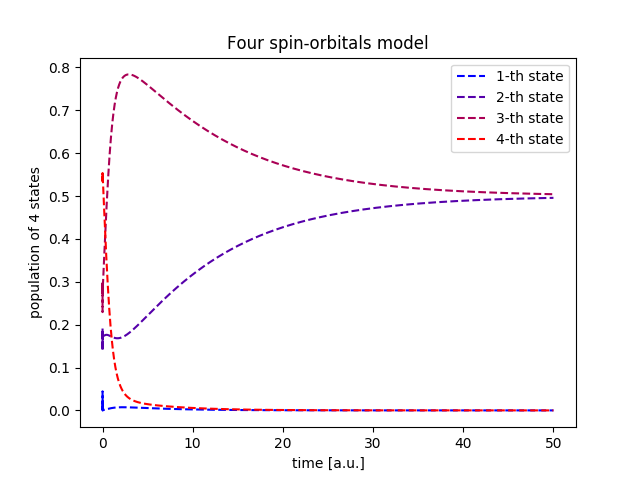 Four spin-orbitals model
population of 4 states
0.8
0.7
0.6
0.5
0.4
0.3
0.2
0.1
0.0
1-th state
2-th state
3-th state
4-th state
0 10 20 30 40 50
time [a.u.]